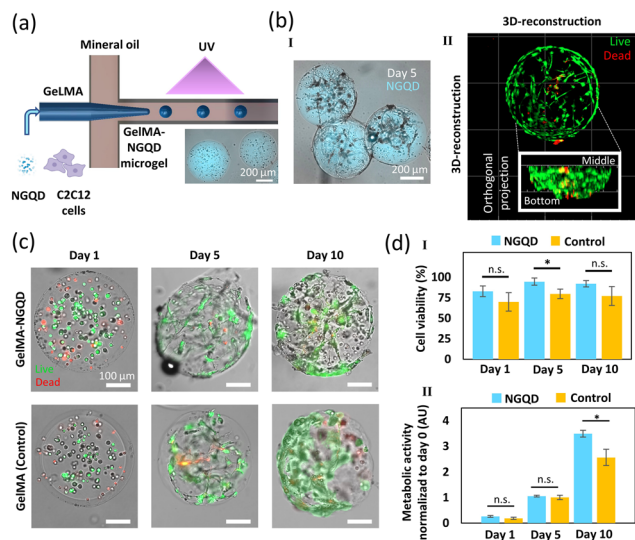 (a)
Mineral oil
UV
GeLMA
GelMA-
NGQD
microgel
NGQD
C2C12
cells
200 μm
(b)
I
Day 5
NGQD
200 μm
3D-reconstruction
II
Live
Dead
3D-reconstruction
Orthogonal
projection
Middle
Bottom
(c)
Day 1
Day 5
Day 10
GelMA-NGQD
Live
Dead
100 μm
GelMA (Control)
(d)
I
NGQD
Control
Cell viability (%)
100
75
50
25
0
n.s.
*
n.s.
Day 1
Day 5
Day 10
II
NGQD
Control
Metabolic activity
normalizad to day 0 (AU)
4
3
2
1
0
n.s.
n.s.
*
Day 1
Day 5
Day 10